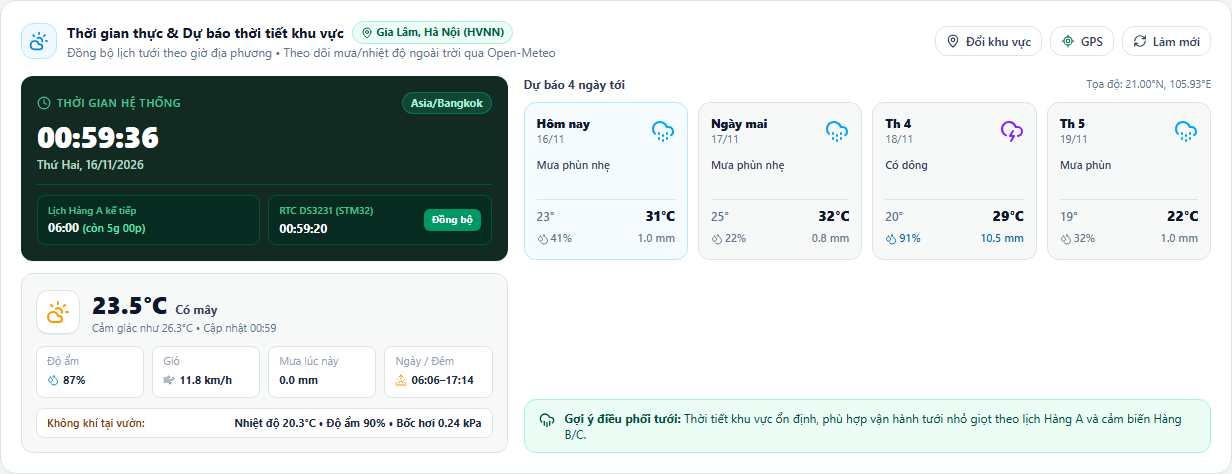 Thời gian thực & Dự báo thời tiết khu vực
Gia Lâm, Hà Nội (HVNN)
Đồng bộ lịch tưới theo giờ địa phương • Theo dõi mưa/nhiệt độ ngoài trời qua Open-Meteo
Đổi khu vực
GPS
Làm mới
THỜI GIAN HỆ THỐNG
Asia/Bangkok
00:59:36
Thứ Hai, 16/11/2026
Lịch Hàng A kế tiếp
06:00 (còn 5g 00p)
RTC DS3231 (STM32)
00:59:20
Đồng bộ
23.5°C Có mây
Cảm giác như 26.3°C • Cập nhật 00:59
Độ ẩm
87%
Gió
11.8 km/h
Mưa lúc này
0.0 mm
Ngày / Đêm
06:06–17:14
Không khí tại vườn:
Nhiệt độ 20.3°C • Độ ẩm 90% • Bốc hơi 0.24 kPa
Dự báo 4 ngày tới
Tọa độ: 21.00°N, 105.93°E
Hôm nay
16/11
Mưa phùn nhẹ
23° 31°C
41% 1.0 mm
Ngày mai
17/11
Mưa phùn nhẹ
25° 32°C
22% 0.8 mm
Th 4
18/11
Có dông
20° 29°C
91% 10.5 mm
Th 5
19/11
Mưa phùn
19° 22°C
32% 1.0 mm
Gợi ý điều phối tưới: Thời tiết khu vực ổn định, phù hợp vận hành tưới nhỏ giọt theo lịch Hàng A và cảm biến Hàng
B/C.